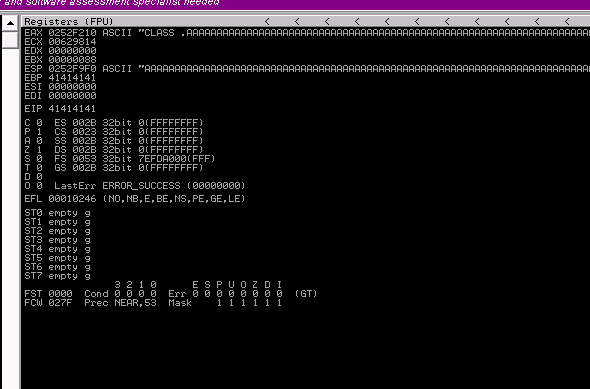 and software assessment specialist needed
Registers (FPU) < < < < < < < < < <
EAX 0252F210 ASCII "CLASS .AAAAAAAAAAAAAAAAAAAAAAAAAAAAAAAAAAAAAAAAAAAAAAAAAAAAAAAAAAAAAAAA
ECX 00629814
EDX 00000000
EBX 00000088
ESP 0252F9F0 ASCII "AAAAAAAAAAAAAAAAAAAAAAAAAAAAAAAAAAAAAAAAAAAAAAAAAAAAAAAAAAAAAAAAAAAAAAA
EBP 41414141
ESI 00000000
EDI 00000000
EIP 41414141
C 0 ES 002B 32bit 0(FFFFFFFF)
P 1 CS 0023 32bit 0(FFFFFFFF)
A 0 SS 002B 32bit 0(FFFFFFFF)
Z 1 DS 002B 32bit 0(FFFFFFFF)
S 0 FS 0053 32bit 7EFDA000(FFF)
T 0 GS 002B 32bit 0(FFFFFFFF)
D 0
O 0 LastErr ERROR_SUCCESS (00000000)
EFL 00010246 (NO,NB,E,BE,NS,PE,GE,LE)
ST0 empty g
ST1 empty g
ST2 empty g
ST3 empty g
ST4 empty g
ST5 empty g
ST6 empty g
ST7 empty g
3 2 1 0 E S P U O Z D I
FST 0000 Cond 0 0 0 0 Err 0 0 0 0 0 0 0 0 (GT)
FCW 027F Prec NEAR,53 Mask 1 1 1 1 1 1